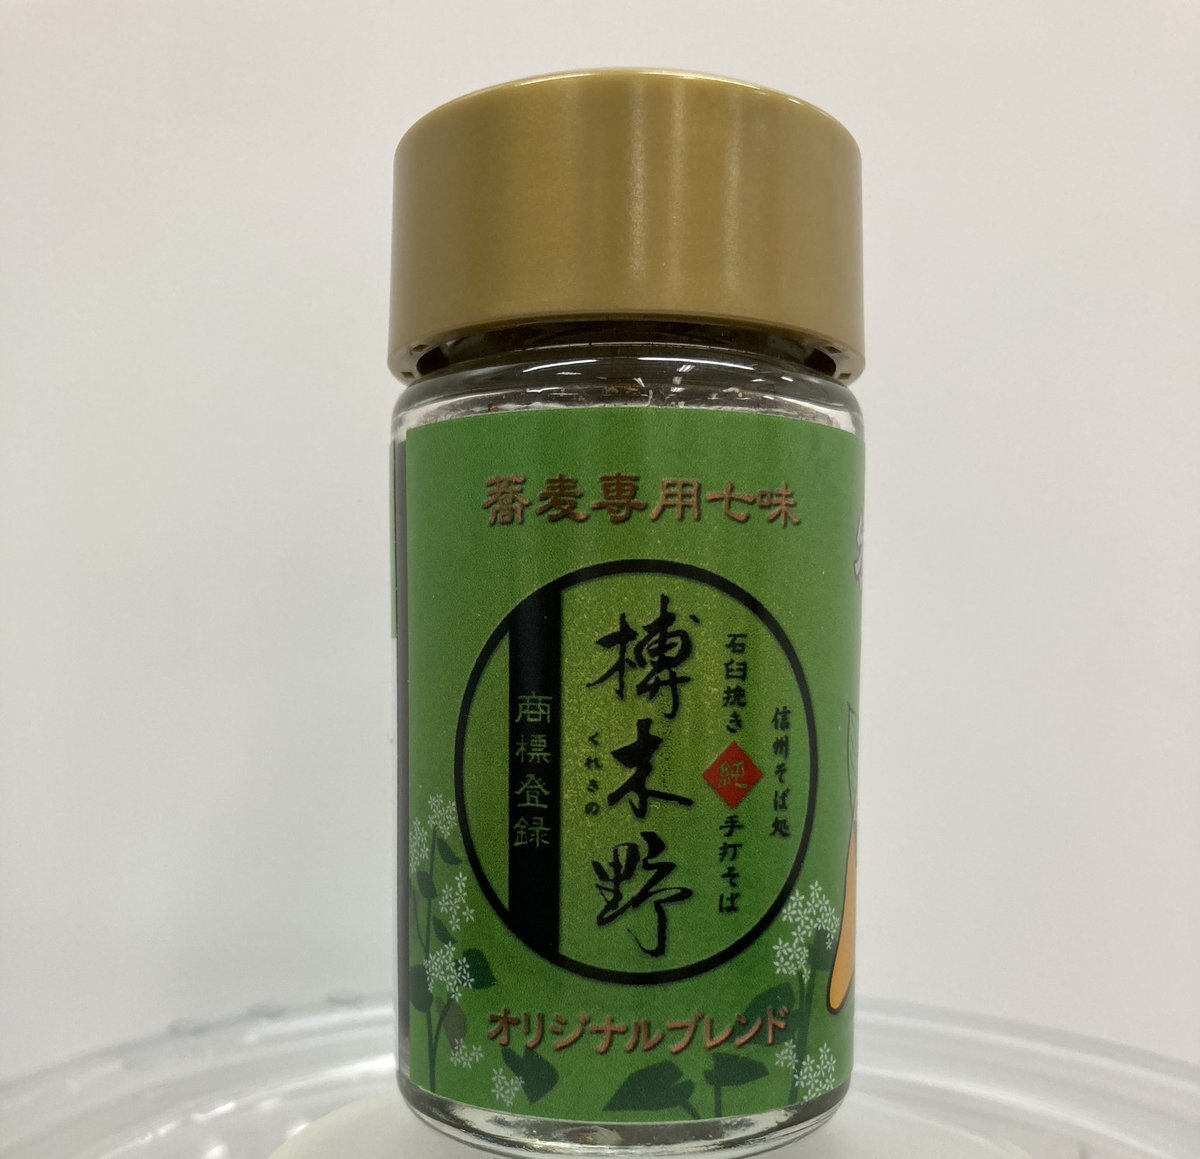 蕎麦専用七味
信州そば処
石臼挽き 純 手打そば
榑木野
くれきの
商標登録
オリジナルブレンド